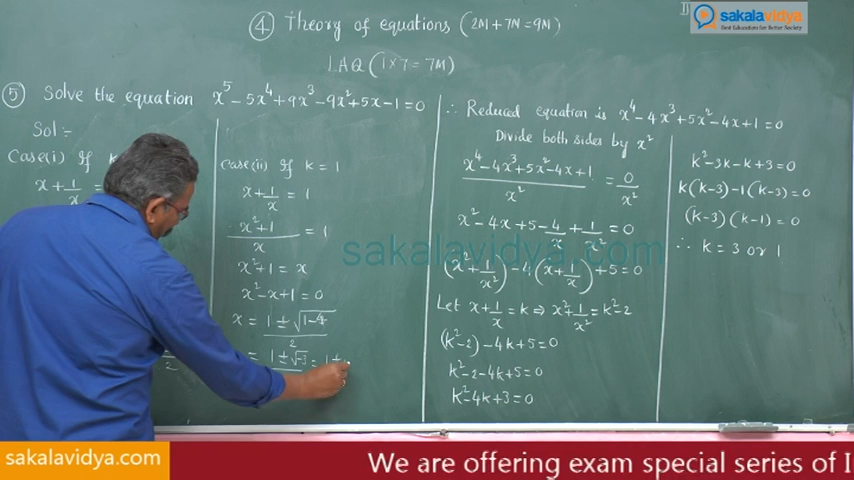 ④ Theory of equations (2M+7M=9M)
sakalavidya
Best Education for Better Society
LAQ (1×7=7M)
⑤ Solve the equation x⁵-5x⁴+9x³-9x²+5x-1=0
Sol:-
Case(i) If k
x+1/x =
2
Case(ii) If k=1
x+1/x = 1
(x²+1)/x = 1
x²+1 = x
x²-x+1=0
x = (1±√(1-4))/2
= (1±√-3)/ = 1±
∴ Reduced equation is x⁴-4x³+5x²-4x+1=0
Divide both sides by x²
(x⁴-4x³+5x²-4x+1)/x² = 0/x²
x²-4x+5-4/x+1/x²=0
(x²+1/x²)-4(x+1/x)+5=0
Let x+1/x=k ⇒ x²+1/x²=k²-2
(k²-2)-4k+5=0
k²-2-4k+5=0
k²-4k+3=0
k²-3k-k+3=0
k(k-3)-1(k-3)=0
(k-3)(k-1)=0
∴ k=3 or 1
sakalavidya.com
sakalavidya.com
We are offering exam special series of I